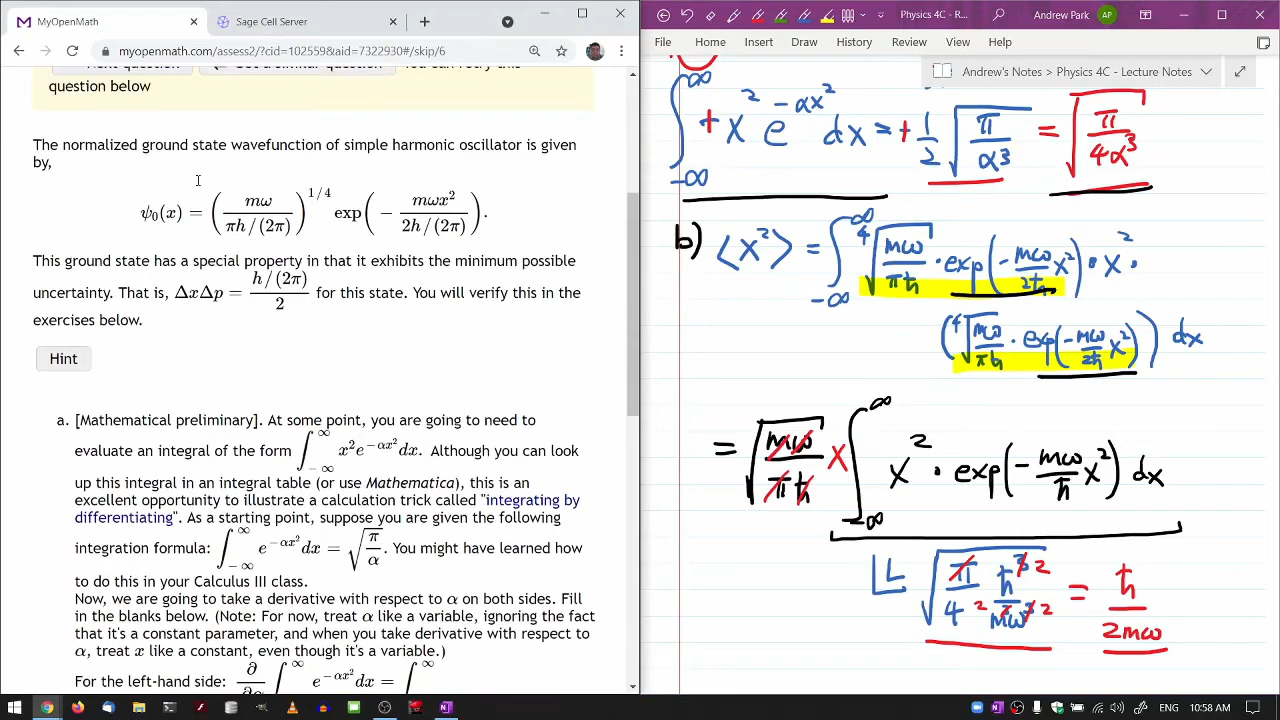 MyOpenMath
Sage Cell Server
myopenmath.com/assess2/?cid=102559&aid=7322930#/skip/6
question below
The normalized ground state wavefunction of simple harmonic oscillator is given
by,
ψ₀(x) = (mω / πh/(2π))^1/4 exp(− mωx² / 2h/(2π)).
This ground state has a special property in that it exhibits the minimum possible
uncertainty. That is, ΔxΔp = h/(2π) / 2 for this state. You will verify this in the
exercises below.
Hint
a. [Mathematical preliminary]. At some point, you are going to need to
evaluate an integral of the form ∫_{−∞}^{∞} x²e^{−αx²}dx. Although you can look
up this integral in an integral table (or use Mathematica), this is an
excellent opportunity to illustrate a calculation trick called "integrating by
differentiating". As a starting point, suppose you are given the following
integration formula: ∫_{−∞}^{∞} e^{−αx²}dx = √(π/α). You might have learned how
to do this in your Calculus III class.
Now, we are going to take a derivative with respect to α on both sides. Fill
in the blanks below. (Note: For now, treat α like a variable, ignoring the fact
that it's a constant parameter, and when you take derivative with respect to
α, treat x like a constant, even though it's a variable.)
For the left-hand side: ∂/∂α ∫_{−∞}^{∞} e^{−αx²}dx = ∫^{∞}
Physics 4C - R...
Andrew Park
AP
File Home Insert Draw History Review View Help
Andrew's Notes > Physics 4C - Lecture Notes
∫_{−∞}^{∞} + x² e^{−αx²} dx = + 1/2 √(π/α³) = √(π/4α³)
b) ⟨x²⟩ = ∫_{−∞}^{∞} ⁴√(mω/πħ) · exp(−mω/2ħ x²) · x² ·
(⁴√(mω/πħ) · exp(−mω/2ħ x²)) dx
= √(mω/πħ) × ∫_{−∞}^{∞} x² · exp(−mω/ħ x²) dx
√(π/4 ħ³/mω³) = ħ/2mω
10:58 AM